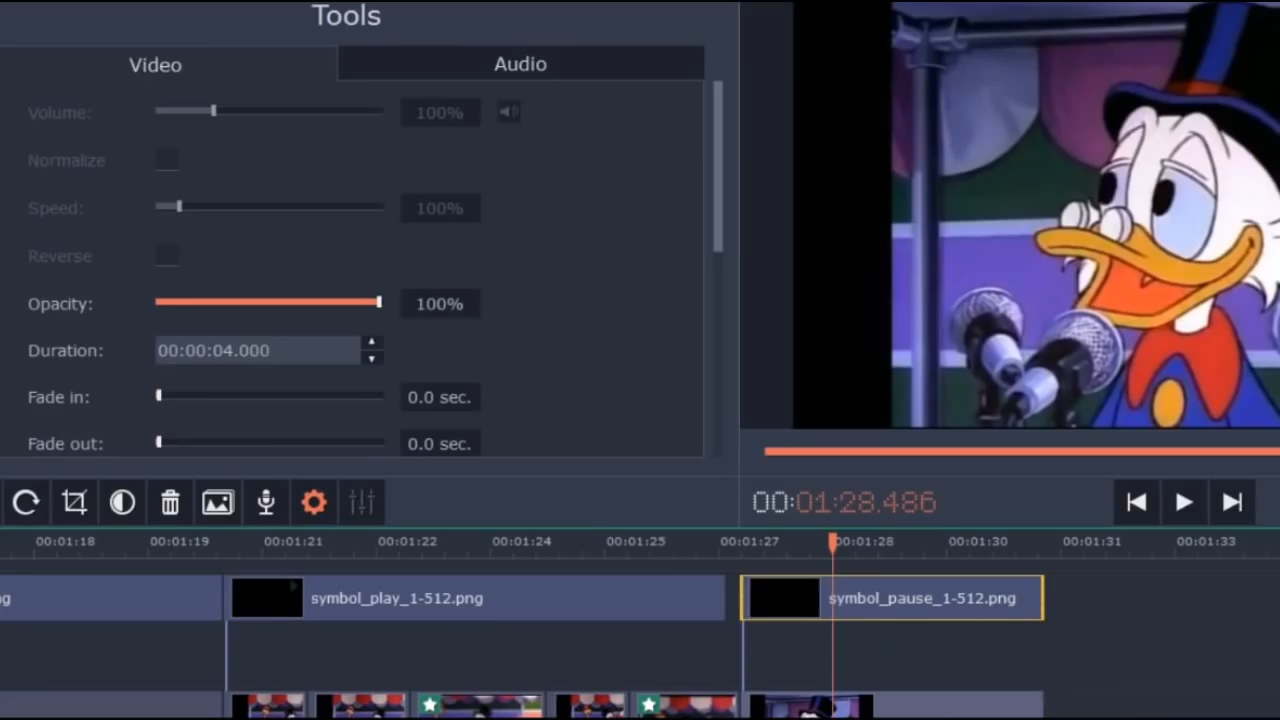 Tools
Video
Audio
Volume:
100%
Normalize
Speed:
100%
Reverse
Opacity:
100%
Duration:
00:00:04.000
Fade in:
0.0 sec.
Fade out:
0.0 sec.
00:01:28.486
00:01:18 00:01:19 00:01:21 00:01:22 00:01:24 00:01:25 00:01:27 00:01:28 00:01:30 00:01:31 00:01:33
g symbol_play_1-512.png symbol_pause_1-512.png